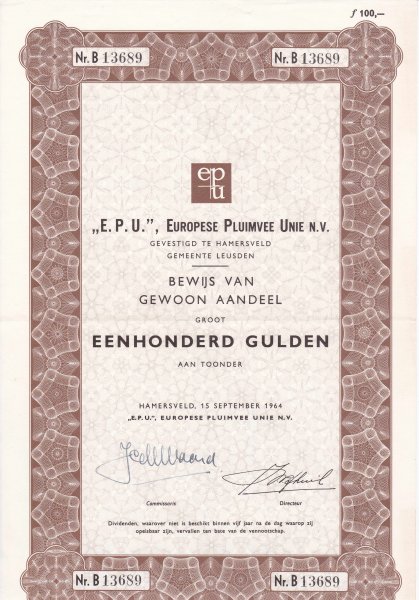 ƒ 100,—
Nr. B 13689 Nr. B 13689
ep
u
„E.P.U.”, Europese Pluimvee Unie N.V.
GEVESTIGD TE HAMERSVELD
GEMEENTE LEUSDEN
BEWIJS VAN
GEWOON AANDEEL
GROOT
EENHONDERD GULDEN
AAN TOONDER
HAMERSVELD, 15 SEPTEMBER 1964
„E.P.U.”, EUROPESE PLUIMVEE UNIE N.V.
Commissaris Directeur
Dividenden, waarover niet is beschikt binnen vijf jaar na de dag waarop zij
opeisbaar zijn, vervallen ten bate van de vennootschap.
Nr. B 13689 Nr. B 13689